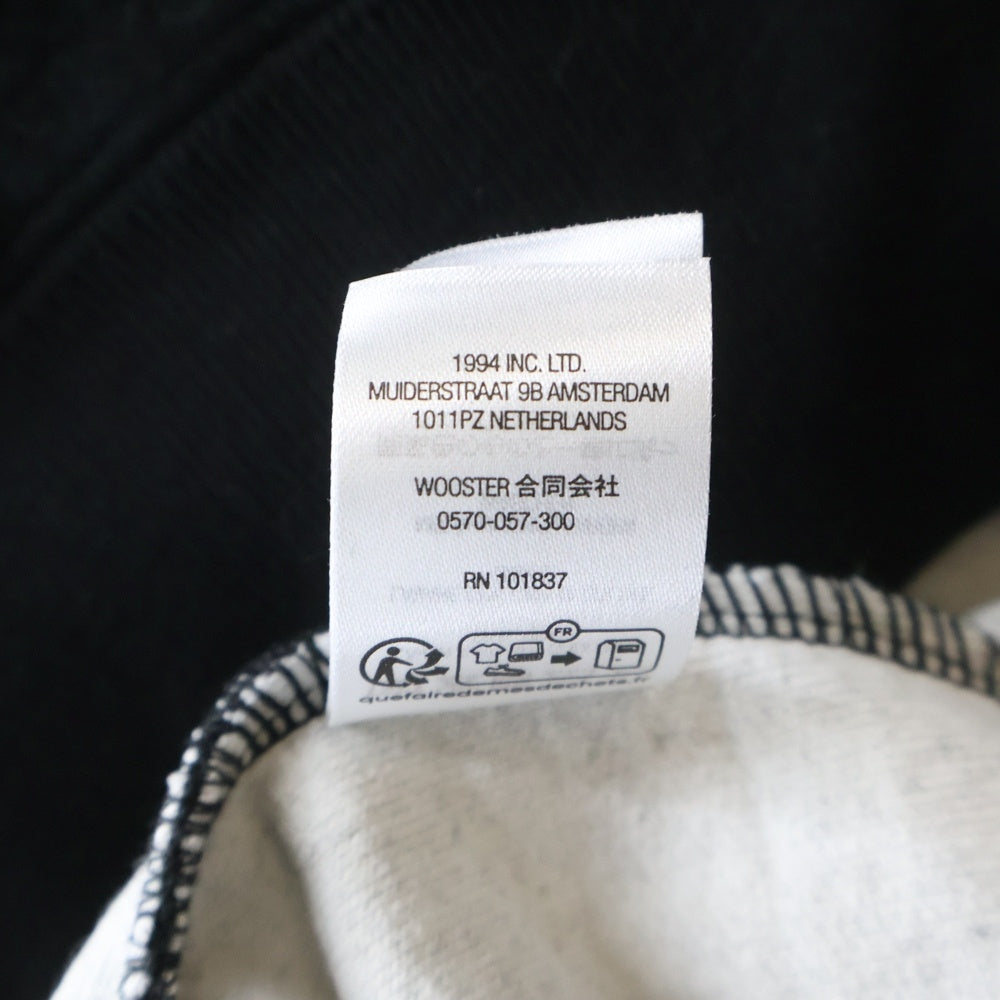 1994 INC. LTD.
MUIDERSTRAAT 9B AMSTERDAM
1011PZ NETHERLANDS
WOOSTER 合同会社
0570-057-300
RN 101837
FR
quefairedemesdechets.fr